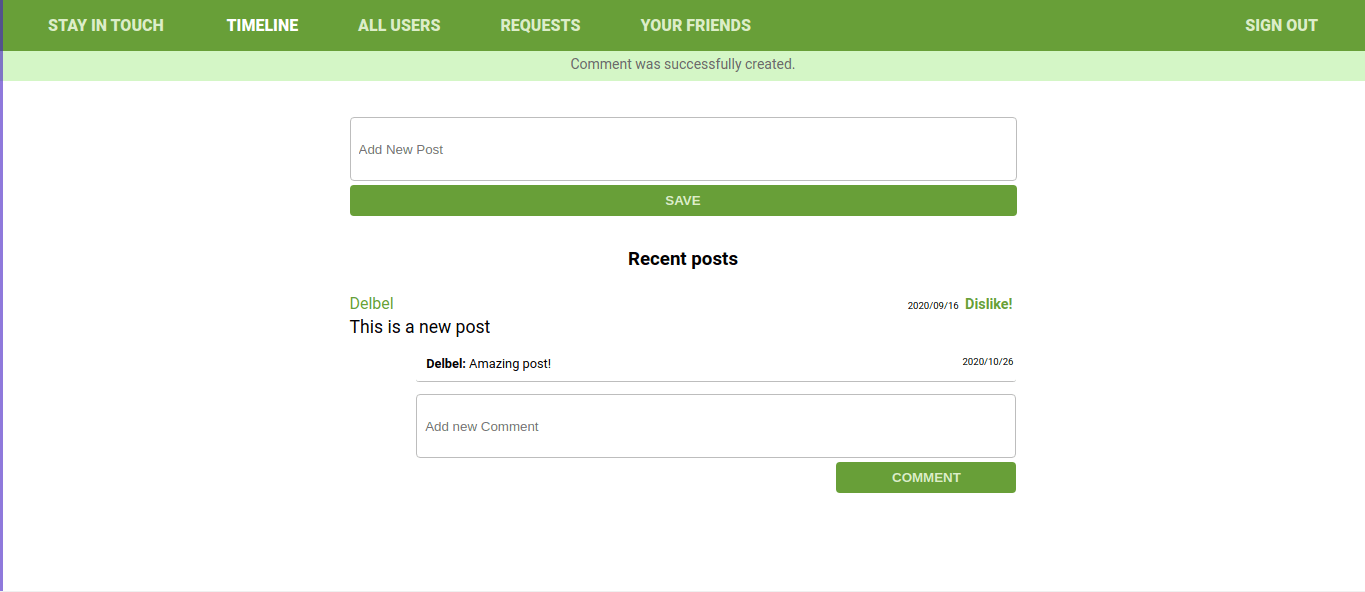 STAY IN TOUCH TIMELINE ALL USERS REQUESTS YOUR FRIENDS SIGN OUT
Comment was successfully created.
Add New Post
SAVE
Recent posts
Delbel 2020/09/16 Dislike!
This is a new post
Delbel: Amazing post! 2020/10/26
Add new Comment
COMMENT